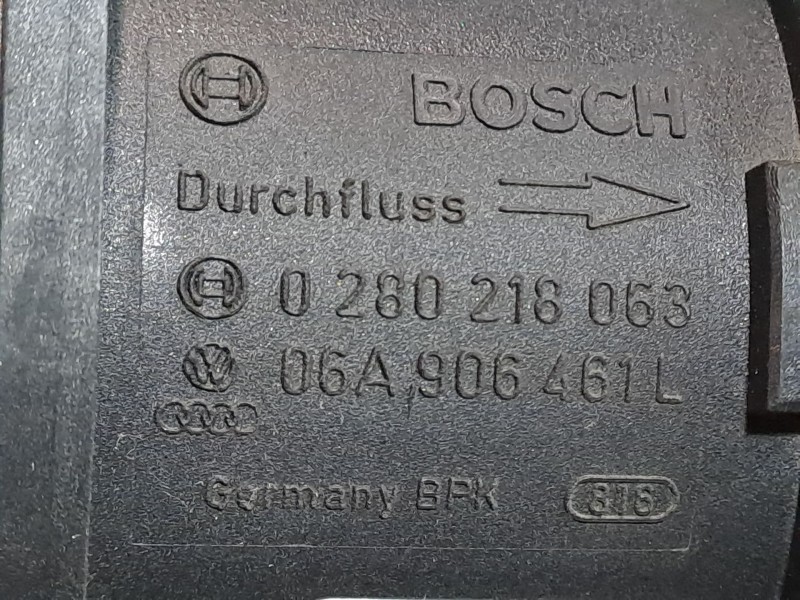 BOSCH
Durchfluss
0 280 218 063
06A 906 461 L
Germany BPK 816